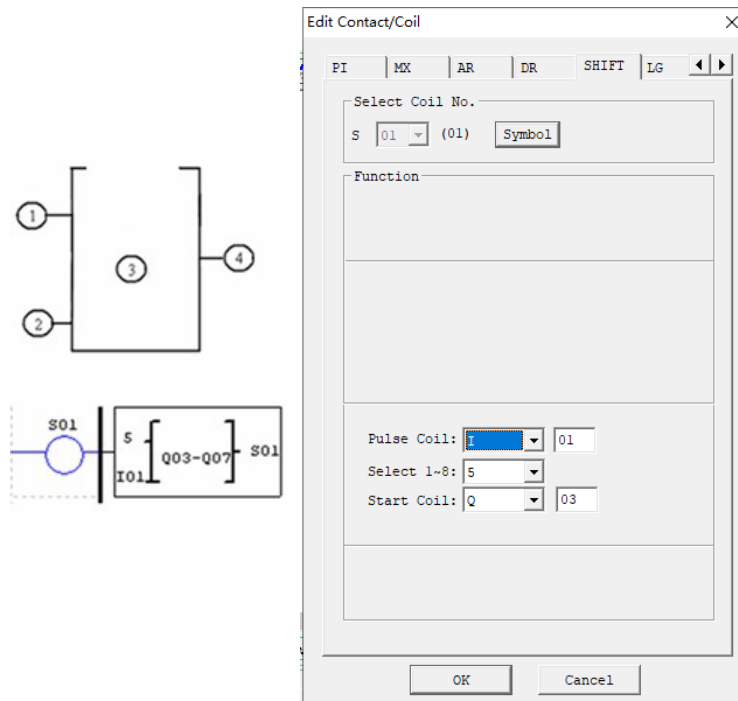 Edit Contact/Coil
PI MX AR DR SHIFT LG
Select Coil No.
S 01 (01) Symbol
Function
1
3
4
2
S01
5
Q03-Q07
S01
I01
Pulse Coil: I 01
Select 1~8: 5
Start Coil: Q 03
OK Cancel